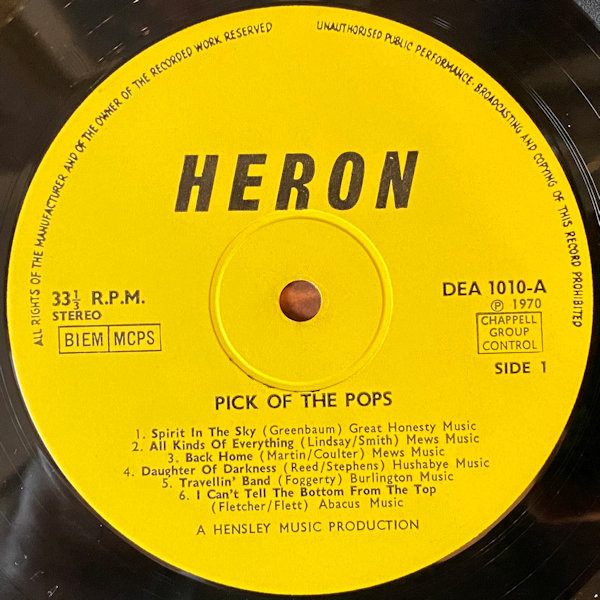 ALL RIGHTS OF THE MANUFACTURER AND OF THE OWNER OF THE RECORDED WORK RESERVED
UNAUTHORISED PUBLIC PERFORMANCE · BROADCASTING AND COPYING OF THIS RECORD PROHIBITED
HERON
33 1/3 R.P.M.
STEREO
BIEM MCPS
DEA 1010-A
℗ 1970
CHAPPELL
GROUP
CONTROL
SIDE 1
PICK OF THE POPS
1. Spirit In The Sky (Greenbaum) Great Honesty Music
2. All Kinds Of Everything (Lindsay/Smith) Mews Music
3. Back Home (Martin/Coulter) Mews Music
4. Daughter Of Darkness (Reed/Stephens) Hushabye Music
5. Travellin' Band (Foggerty) Burlington Music
6. I Can't Tell The Bottom From The Top
(Fletcher/Flett) Abacus Music
A HENSLEY MUSIC PRODUCTION